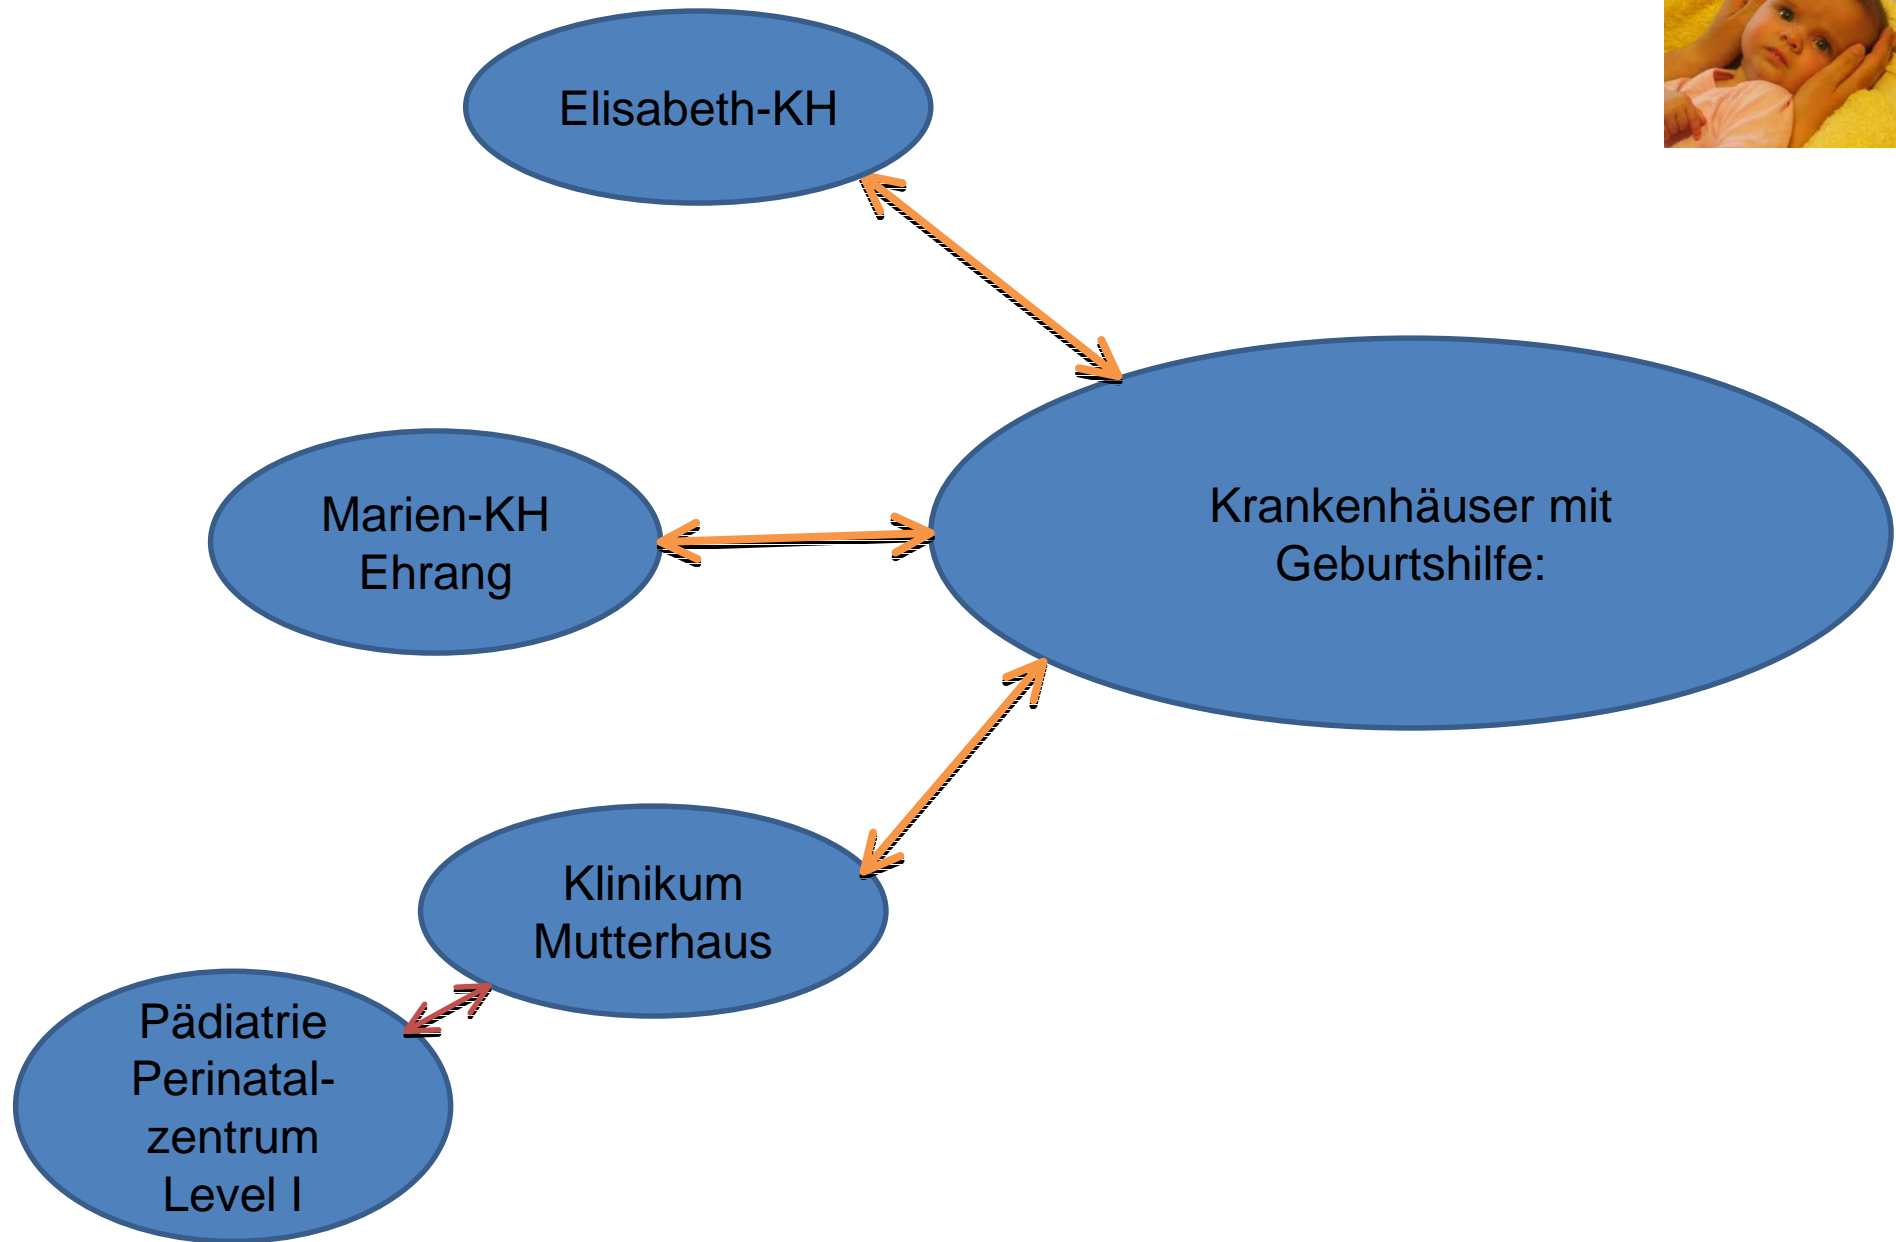 Elisabeth-KH
Krankenhäuser mit
Geburtshilfe:
Marien-KH
Ehrang
Klinikum
Mutterhaus
Pädiatrie
Perinatal-
zentrum
Level I